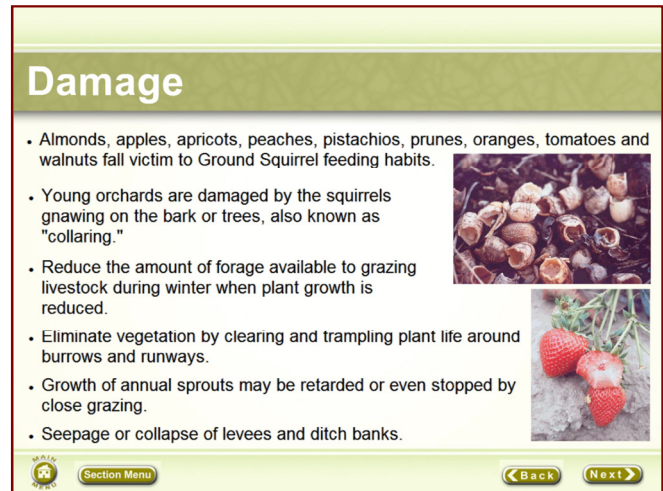 Damage
• Almonds, apples, apricots, peaches, pistachios, prunes, oranges, tomatoes and
walnuts fall victim to Ground Squirrel feeding habits.
• Young orchards are damaged by the squirrels
gnawing on the bark or trees, also known as
"collaring."
• Reduce the amount of forage available to grazing
livestock during winter when plant growth is
reduced.
• Eliminate vegetation by clearing and trampling plant life around
burrows and runways.
• Growth of annual sprouts may be retarded or even stopped by
close grazing.
• Seepage or collapse of levees and ditch banks.
MAIN
MENU
Section Menu
Back
Next